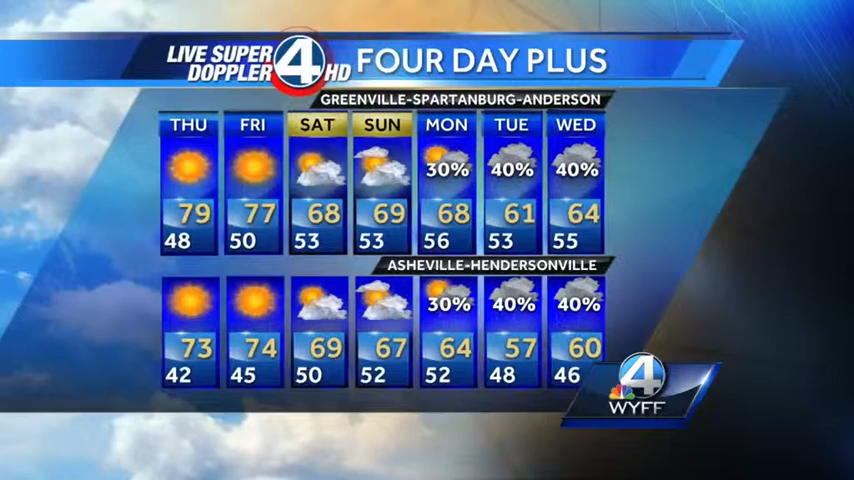 LIVE SUPER
DOPPLER 4 HD FOUR DAY PLUS
GREENVILLE-SPARTANBURG-ANDERSON
THU FRI SAT SUN MON TUE WED
30% 40% 40%
79 77 68 69 68 61 64
48 50 53 53 56 53 55
ASHEVILLE-HENDERSONVILLE
30% 40% 40%
73 74 69 67 64 57 60
42 45 50 52 52 48 46
4
WYFF